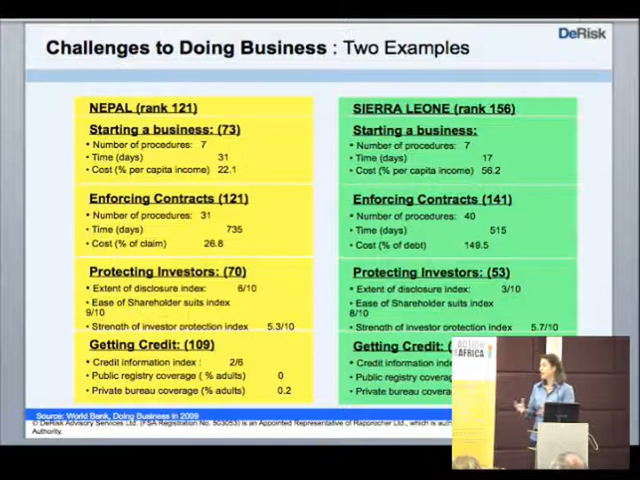 DeRisk
Challenges to Doing Business : Two Examples
NEPAL (rank 121)
Starting a business: (73)
• Number of procedures: 7
• Time (days) 31
• Cost (% per capita income) 22.1
Enforcing Contracts (121)
• Number of procedures: 31
• Time (days) 735
• Cost (% of claim) 26.8
Protecting Investors: (70)
• Extent of disclosure index: 6/10
• Ease of Shareholder suits index
9/10
• Strength of investor protection index 5.3/10
Getting Credit: (109)
• Credit information index : 2/6
• Public registry coverage ( % adults) 0
• Private bureau coverage (% adults) 0.2
SIERRA LEONE (rank 156)
Starting a business:
• Number of procedures: 7
• Time (days) 17
• Cost (% per capita income) 56.2
Enforcing Contracts (141)
• Number of procedures: 40
• Time (days) 515
• Cost (% of debt) 149.5
Protecting Investors: (53)
• Extent of disclosure index: 3/10
• Ease of Shareholder suits index
8/10
• Strength of investor protection index 5.7/10
Getting Credit: (
• Credit information
• Public registry
• Private bureau
ACTION
AFRICA
Source: World Bank, Doing Business in 2009
© DeRisk Advisory Services Ltd. (FSA Registration No. 503053) is an Appointed Representative of Rapprocher Ltd., which is
Authority.